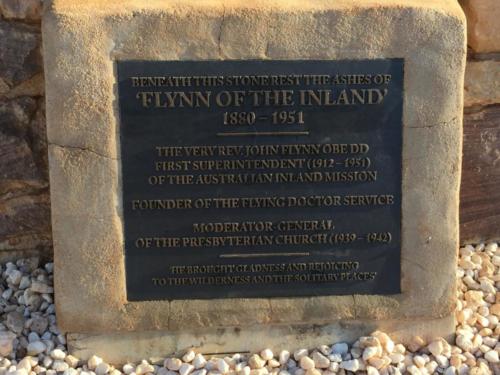 BENEATH THIS STONE REST THE ASHES OF
'FLYNN OF THE INLAND'
1880 – 1951
THE VERY REV. JOHN FLYNN OBE DD
FIRST SUPERINTENDENT (1912 – 1951)
OF THE AUSTRALIAN INLAND MISSION
FOUNDER OF THE FLYING DOCTOR SERVICE
MODERATOR-GENERAL
OF THE PRESBYTERIAN CHURCH (1939 – 1942)
'HE BROUGHT GLADNESS AND REJOICING
TO THE WILDERNESS AND THE SOLITARY PLACES'